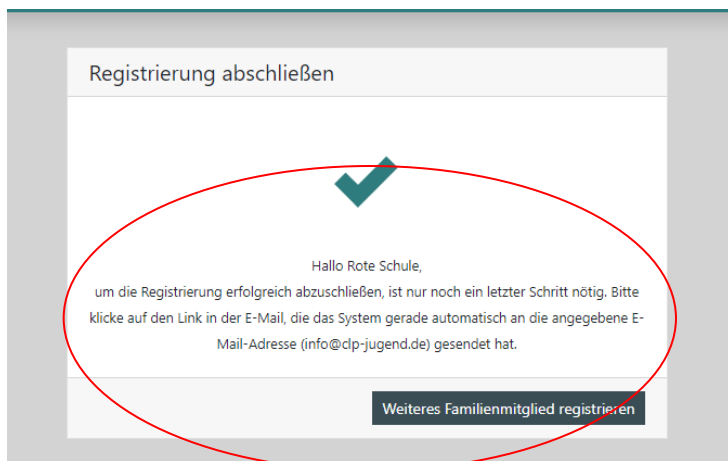 Registrierung abschließen
Hallo Rote Schule,
um die Registrierung erfolgreich abzuschließen, ist nur noch ein letzter Schritt nötig. Bitte
klicke auf den Link in der E-Mail, die das System gerade automatisch an die angegebene E-
Mail-Adresse (info@clp-jugend.de) gesendet hat.
Weiteres Familienmitglied registrieren